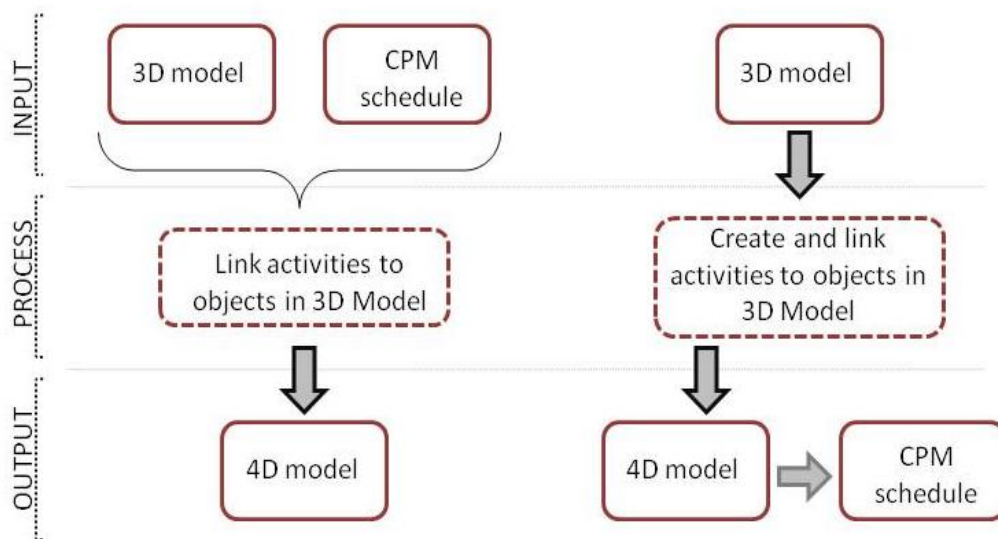 INPUT
3D model
CPM
schedule
3D model
PROCESS
Link activities to
objects in 3D Model
Create and link
activities to objects in
3D Model
OUTPUT
4D model
4D model
CPM
schedule